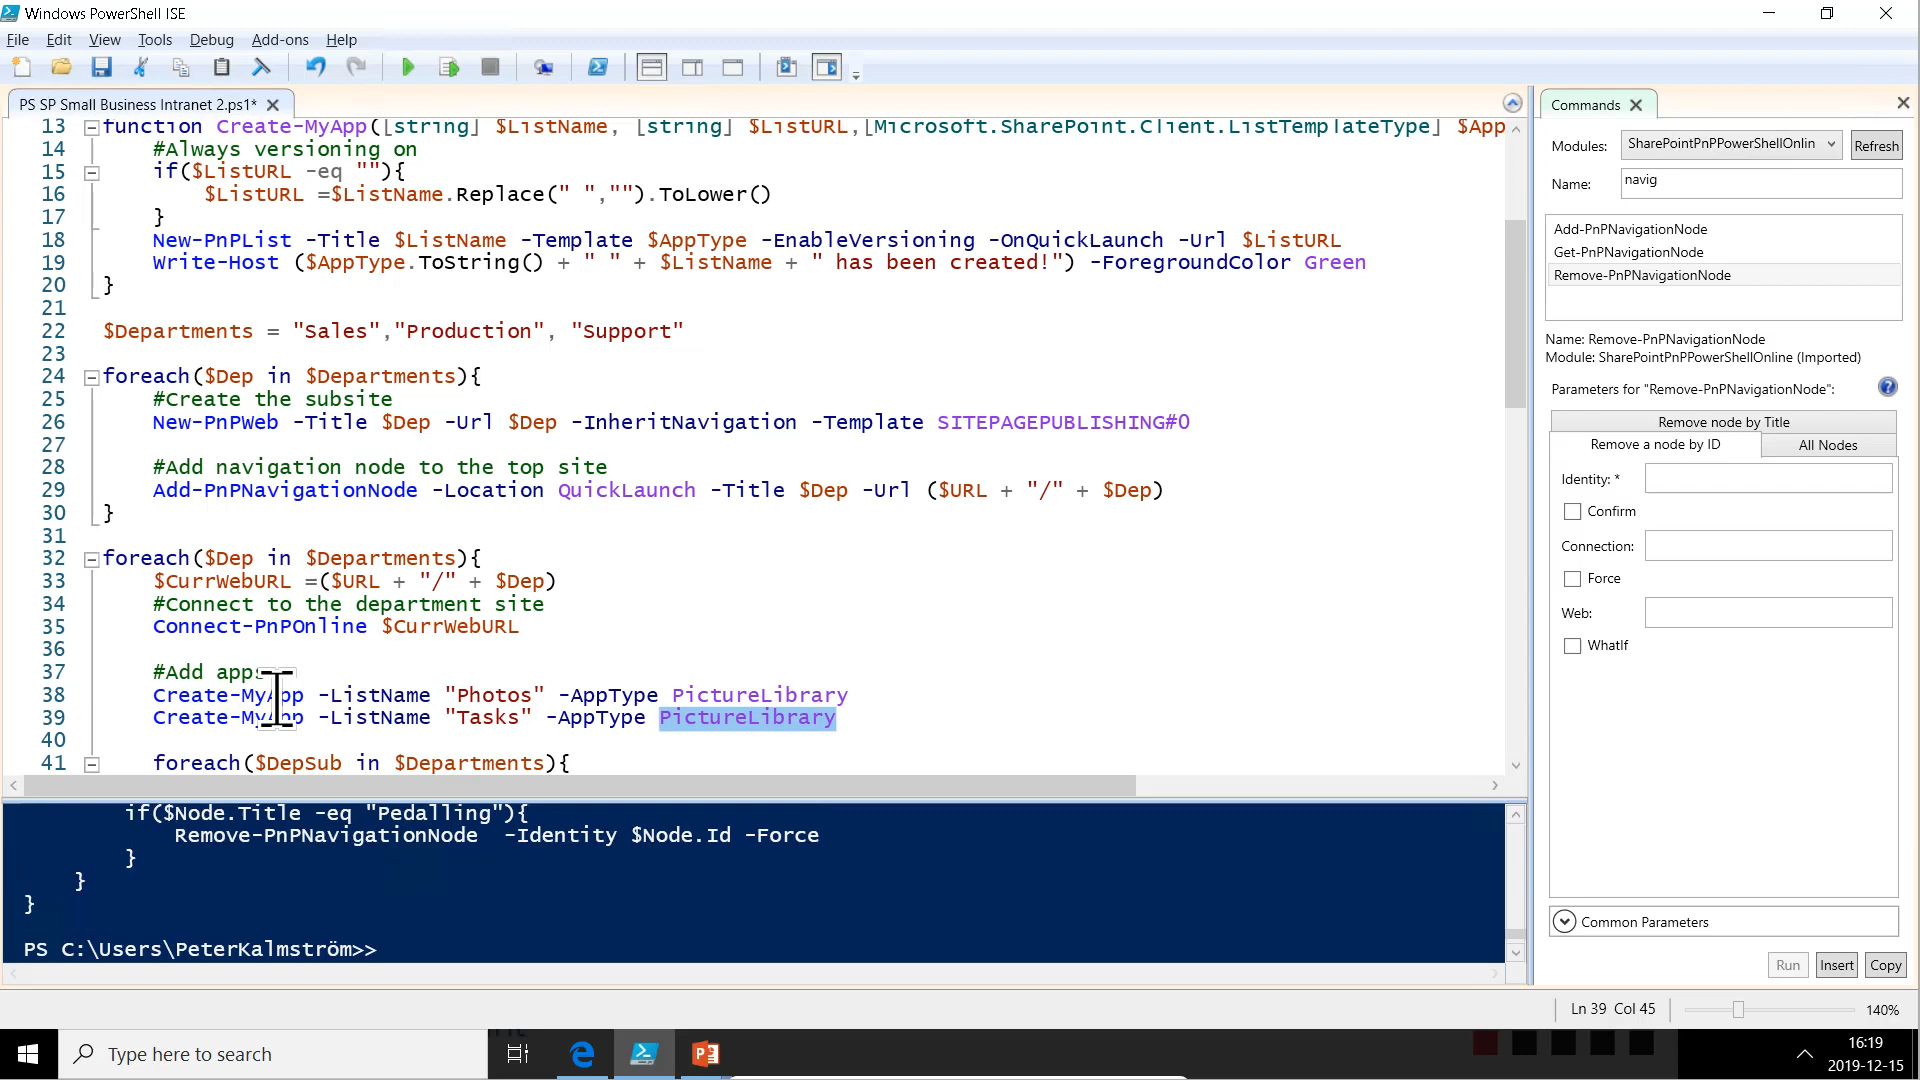 Windows PowerShell ISE
File Edit View Tools Debug Add-ons Help
PS SP Small Business Intranet 2.ps1*
13 function Create-MyApp([string] $ListName, [string] $ListURL,[Microsoft.SharePoint.Client.ListTemplateType] $App
14 #Always versioning on
15 if($ListURL -eq ""){
16 $ListURL =$ListName.Replace(" ","").ToLower()
17 }
18 New-PnPList -Title $ListName -Template $AppType -EnableVersioning -OnQuickLaunch -Url $ListURL
19 Write-Host ($AppType.ToString() + " " + $ListName + " has been created!") -ForegroundColor Green
20 }
21
22 $Departments = "Sales","Production", "Support"
23
24 foreach($Dep in $Departments){
25 #Create the subsite
26 New-PnPWeb -Title $Dep -Url $Dep -InheritNavigation -Template SITEPAGEPUBLISHING#0
27
28 #Add navigation node to the top site
29 Add-PnPNavigationNode -Location QuickLaunch -Title $Dep -Url ($URL + "/" + $Dep)
30 }
31
32 foreach($Dep in $Departments){
33 $CurrWebURL =($URL + "/" + $Dep)
34 #Connect to the department site
35 Connect-PnPOnline $CurrWebURL
36
37 #Add apps
38 Create-MyApp -ListName "Photos" -AppType PictureLibrary
39 Create-MyApp -ListName "Tasks" -AppType PictureLibrary
40
41 foreach($DepSub in $Departments){
if($Node.Title -eq "Pedalling"){
Remove-PnPNavigationNode -Identity $Node.Id -Force
}
}
}
PS C:\Users\PeterKalmström>>
Commands
Modules: SharePointPnPPowerShellOnlin Refresh
Name: navig
Add-PnPNavigationNode
Get-PnPNavigationNode
Remove-PnPNavigationNode
Name: Remove-PnPNavigationNode
Module: SharePointPnPPowerShellOnline (Imported)
Parameters for "Remove-PnPNavigationNode":
Remove node by Title
Remove a node by ID All Nodes
Identity: *
Confirm
Connection:
Force
Web:
WhatIf
Common Parameters
Run Insert Copy
Ln 39 Col 45 140%
Type here to search
16:19
2019-12-15